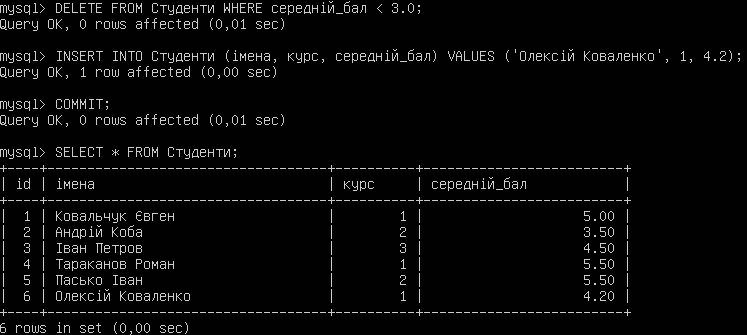 mysql> DELETE FROM Студенти WHERE середній_бал < 3.0;
Query OK, 0 rows affected (0,01 sec)
mysql> INSERT INTO Студенти (імена, курс, середній_бал) VALUES ('Олексій Коваленко', 1, 4.2);
Query OK, 1 row affected (0,00 sec)
mysql> COMMIT;
Query OK, 0 rows affected (0,01 sec)
mysql> SELECT * FROM Студенти;
| id | імена | курс | середній_бал |
| 1 | Ковальчук Євген | 1 | 5.00 |
| 2 | Андрій Коба | 2 | 3.50 |
| 3 | Іван Петров | 3 | 4.50 |
| 4 | Тараканов Роман | 1 | 5.50 |
| 5 | Пасько Іван | 2 | 5.50 |
| 6 | Олексій Коваленко | 1 | 4.20 |
6 rows in set (0,00 sec)